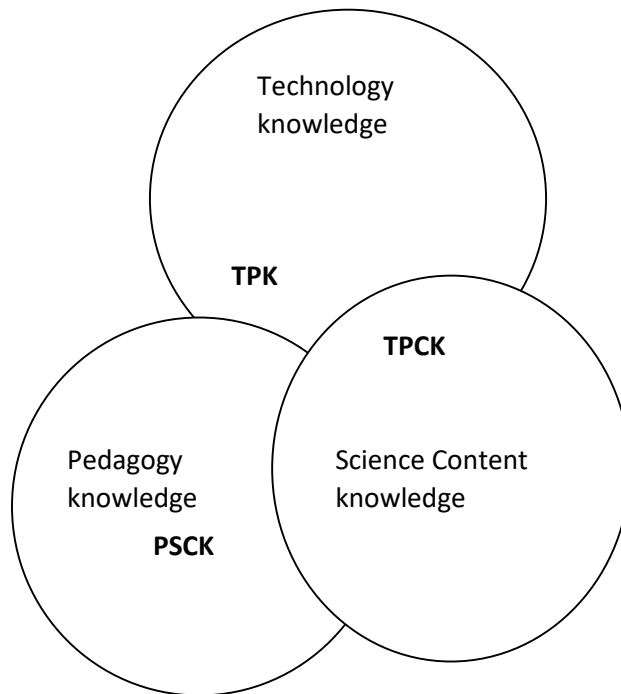 Technology
knowledge
TPK
TPCK
Pedagogy
knowledge
Science Content
knowledge
PSCK